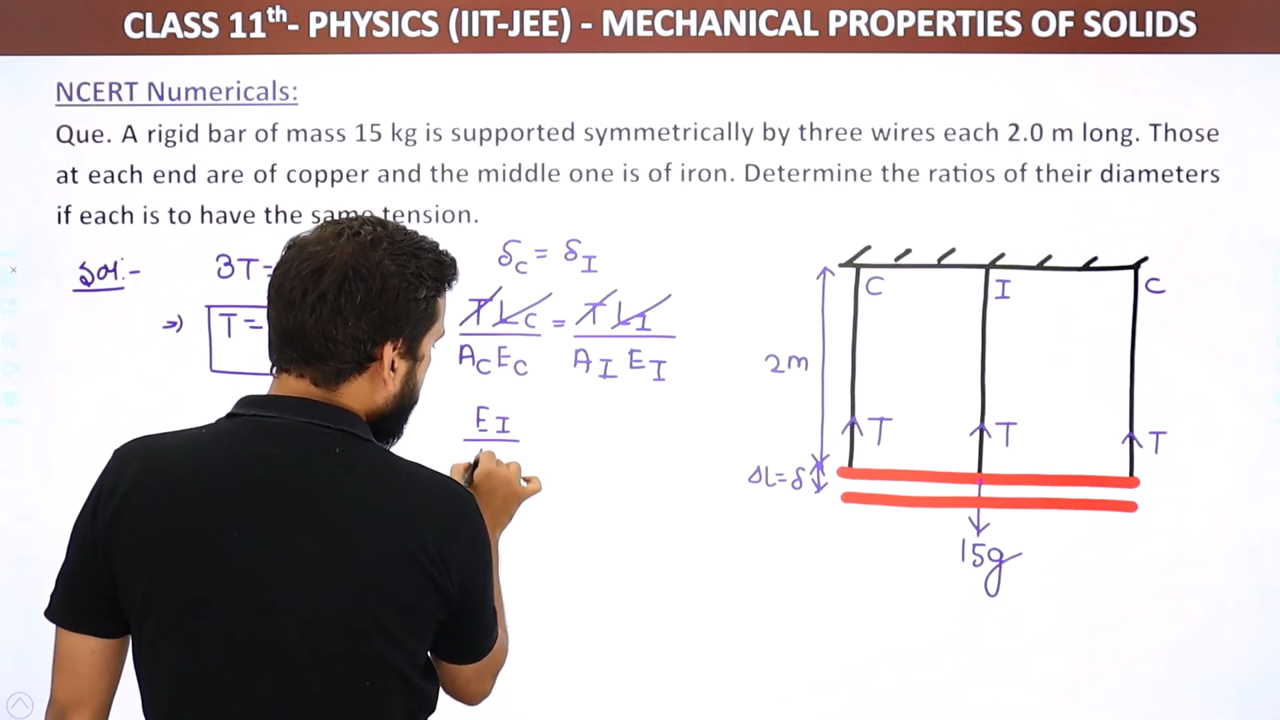 CLASS 11th- PHYSICS (IIT-JEE) - MECHANICAL PROPERTIES OF SOLIDS
NCERT Numericals:
Que. A rigid bar of mass 15 kg is supported symmetrically by three wires each 2.0 m long. Those
at each end are of copper and the middle one is of iron. Determine the ratios of their diameters
if each is to have the same tension.
Sol:-
3T=
=> T=
δC = δI
TLC / ACEC = TLI / AI EI
EI
C I C
2m
T T T
ΔL=δ
15g